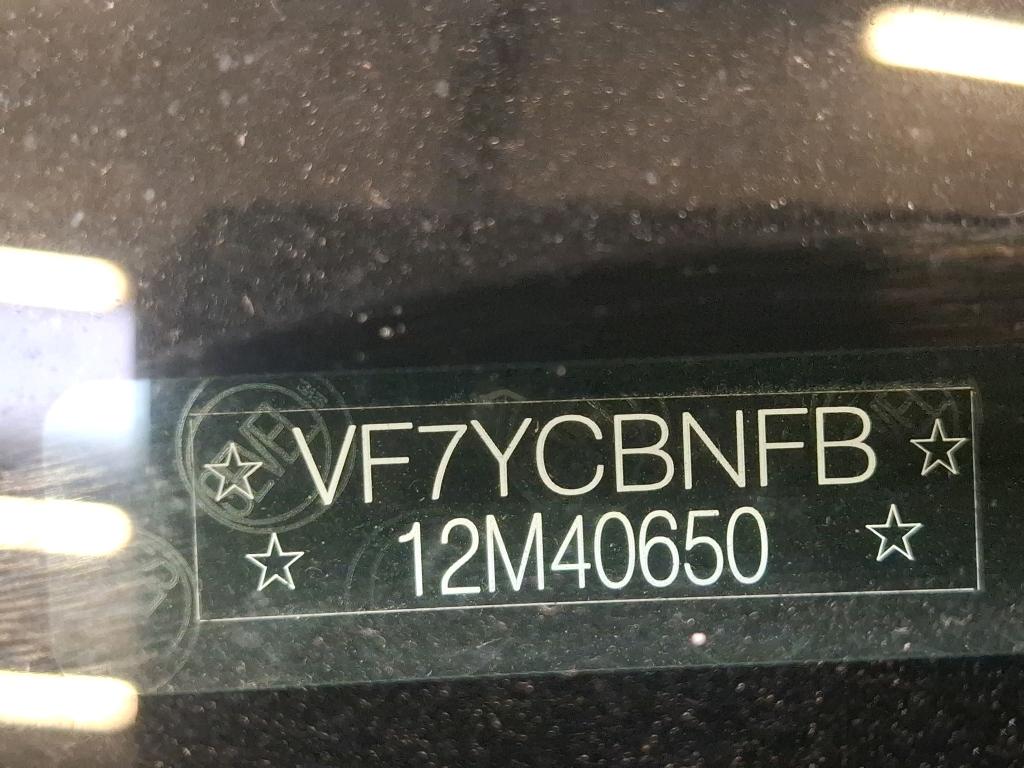 ☆ VF7YCBNFB ☆
☆ 12M40650 ☆